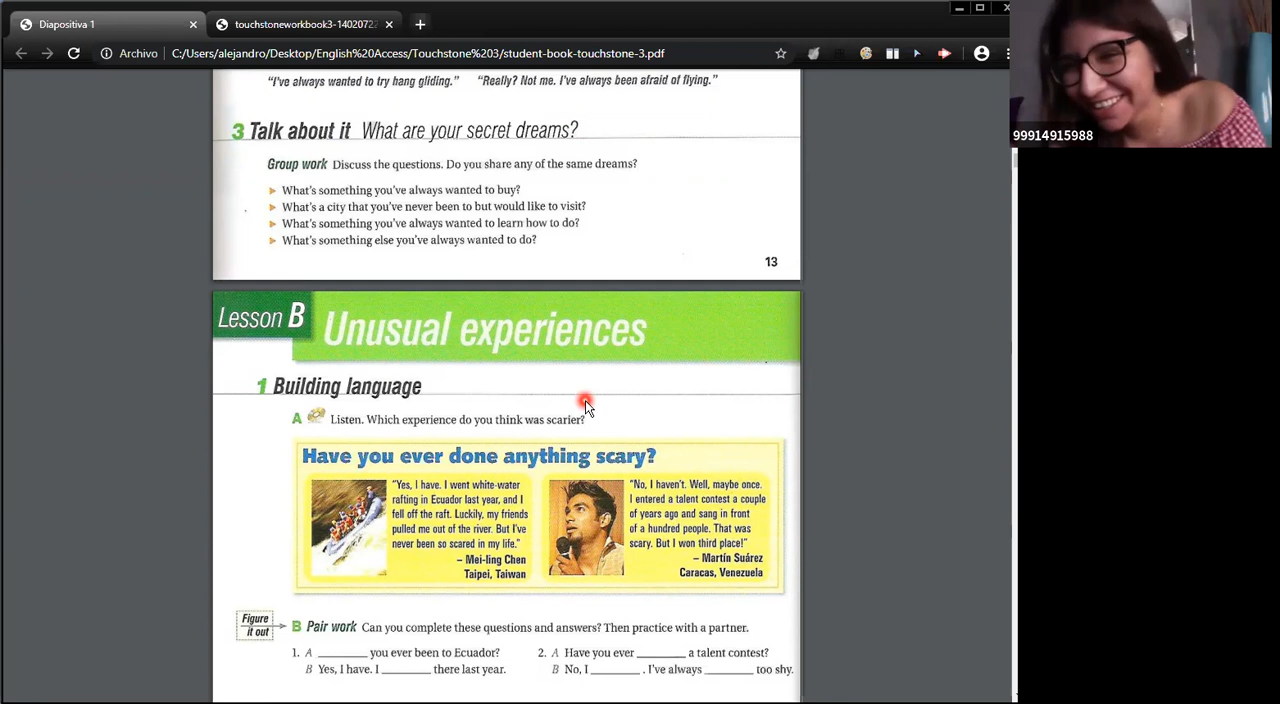 Diapositiva 1
touchstoneworkbook3-1402072
Archivo
C:/Users/alejandro/Desktop/English%20Access/Touchstone%203/student-book-touchstone-3.pdf
99914915988
"I've always wanted to try hang gliding." "Really? Not me. I've always been afraid of flying."
3 Talk about it What are your secret dreams?
Group work Discuss the questions. Do you share any of the same dreams?
What's something you've always wanted to buy?
What's a city that you've never been to but would like to visit?
What's something you've always wanted to learn how to do?
What's something else you've always wanted to do?
13
Lesson B
Unusual experiences
1 Building language
A Listen. Which experience do you think was scarier?
Have you ever done anything scary?
"Yes, I have. I went white-water
rafting in Ecuador last year, and I
fell off the raft. Luckily, my friends
pulled me out of the river. But I've
never been so scared in my life."
– Mei-ling Chen
Taipei, Taiwan
"No, I haven't. Well, maybe once.
I entered a talent contest a couple
of years ago and sang in front
of a hundred people. That was
scary. But I won third place!"
– Martín Suárez
Caracas, Venezuela
Figure
it out
B Pair work Can you complete these questions and answers? Then practice with a partner.
1. A ________ you ever been to Ecuador?
B Yes, I have. I ________ there last year.
2. A Have you ever ________ a talent contest?
B No, I ________ . I've always ________ too shy.